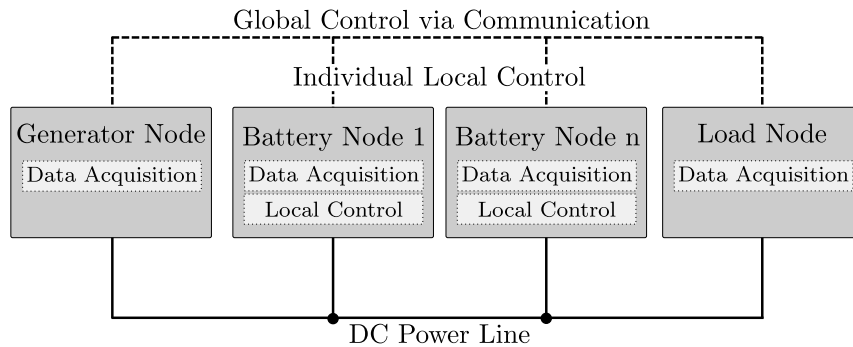 Global Control via Communication
Individual Local Control
Generator Node
Data Acquisition
Battery Node 1
Data Acquisition
Local Control
Battery Node n
Data Acquisition
Local Control
Load Node
Data Acquisition
DC Power Line